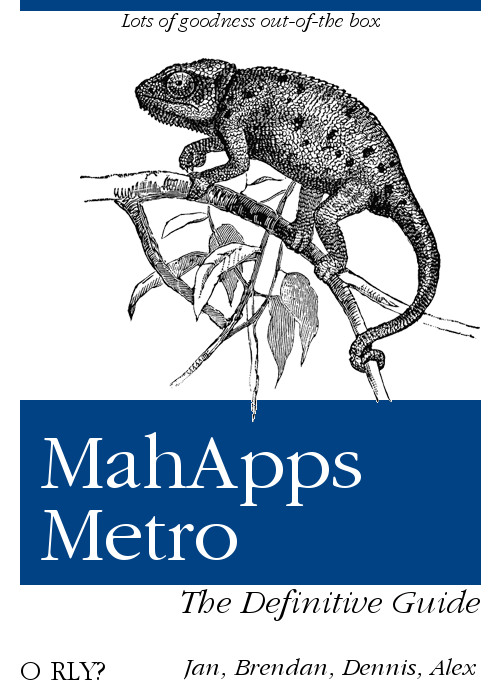 Lots of goodness out-of-the box
MahApps
Metro
The Definitive Guide
O RLY?
Jan, Brendan, Dennis, Alex